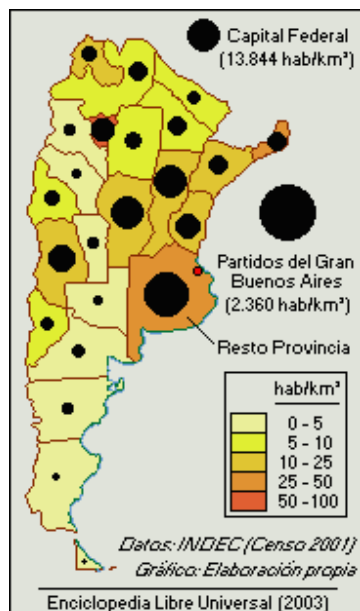 Capital Federal
(13.844 hab/km²)
Partidos del Gran
Buenos Aires
(2.360 hab/km²)
Resto Provincia
hab/km²
0 - 5
5 - 10
10 - 25
25 - 50
50 - 100
Datos: INDEC (Censo 2001)
Gráfico: Elaboración propia
Enciclopedia Libre Universal (2003)